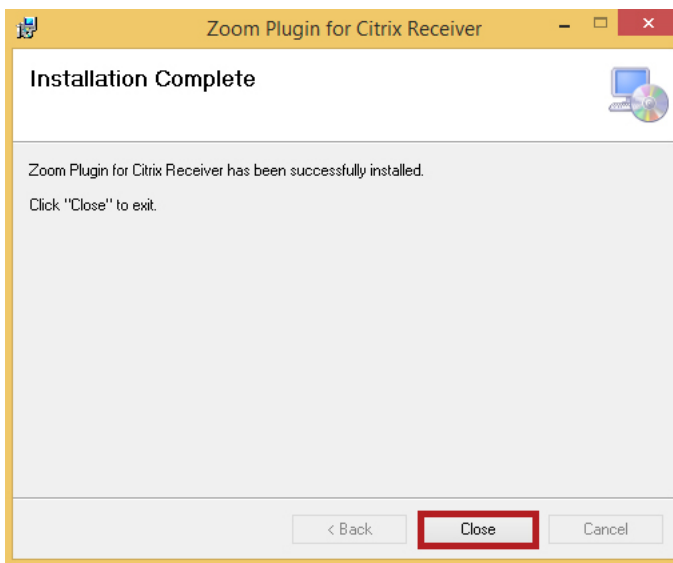 Zoom Plugin for Citrix Receiver
Installation Complete
Zoom Plugin for Citrix Receiver has been successfully installed.
Click "Close" to exit.
< Back Close Cancel